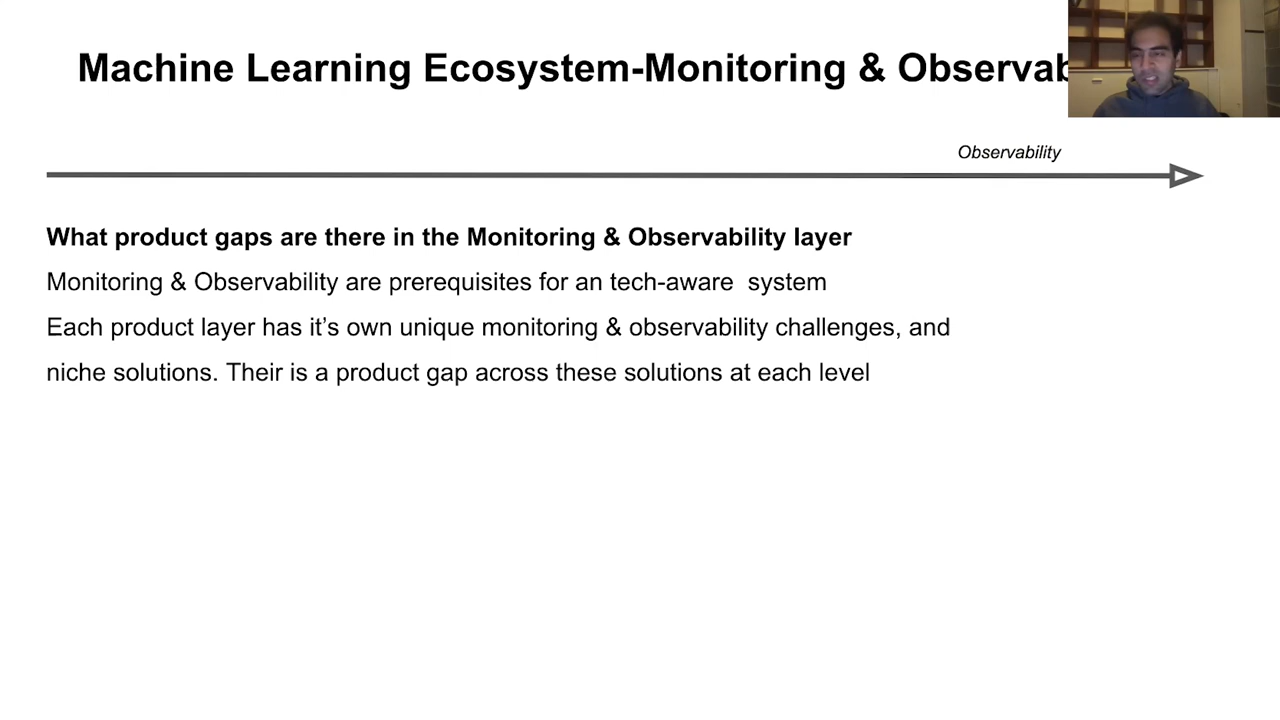 Machine Learning Ecosystem-Monitoring & Observab
Observability
What product gaps are there in the Monitoring & Observability layer
Monitoring & Observability are prerequisites for an tech-aware  system
Each product layer has it’s own unique monitoring & observability challenges, and
niche solutions. Their is a product gap across these solutions at each level